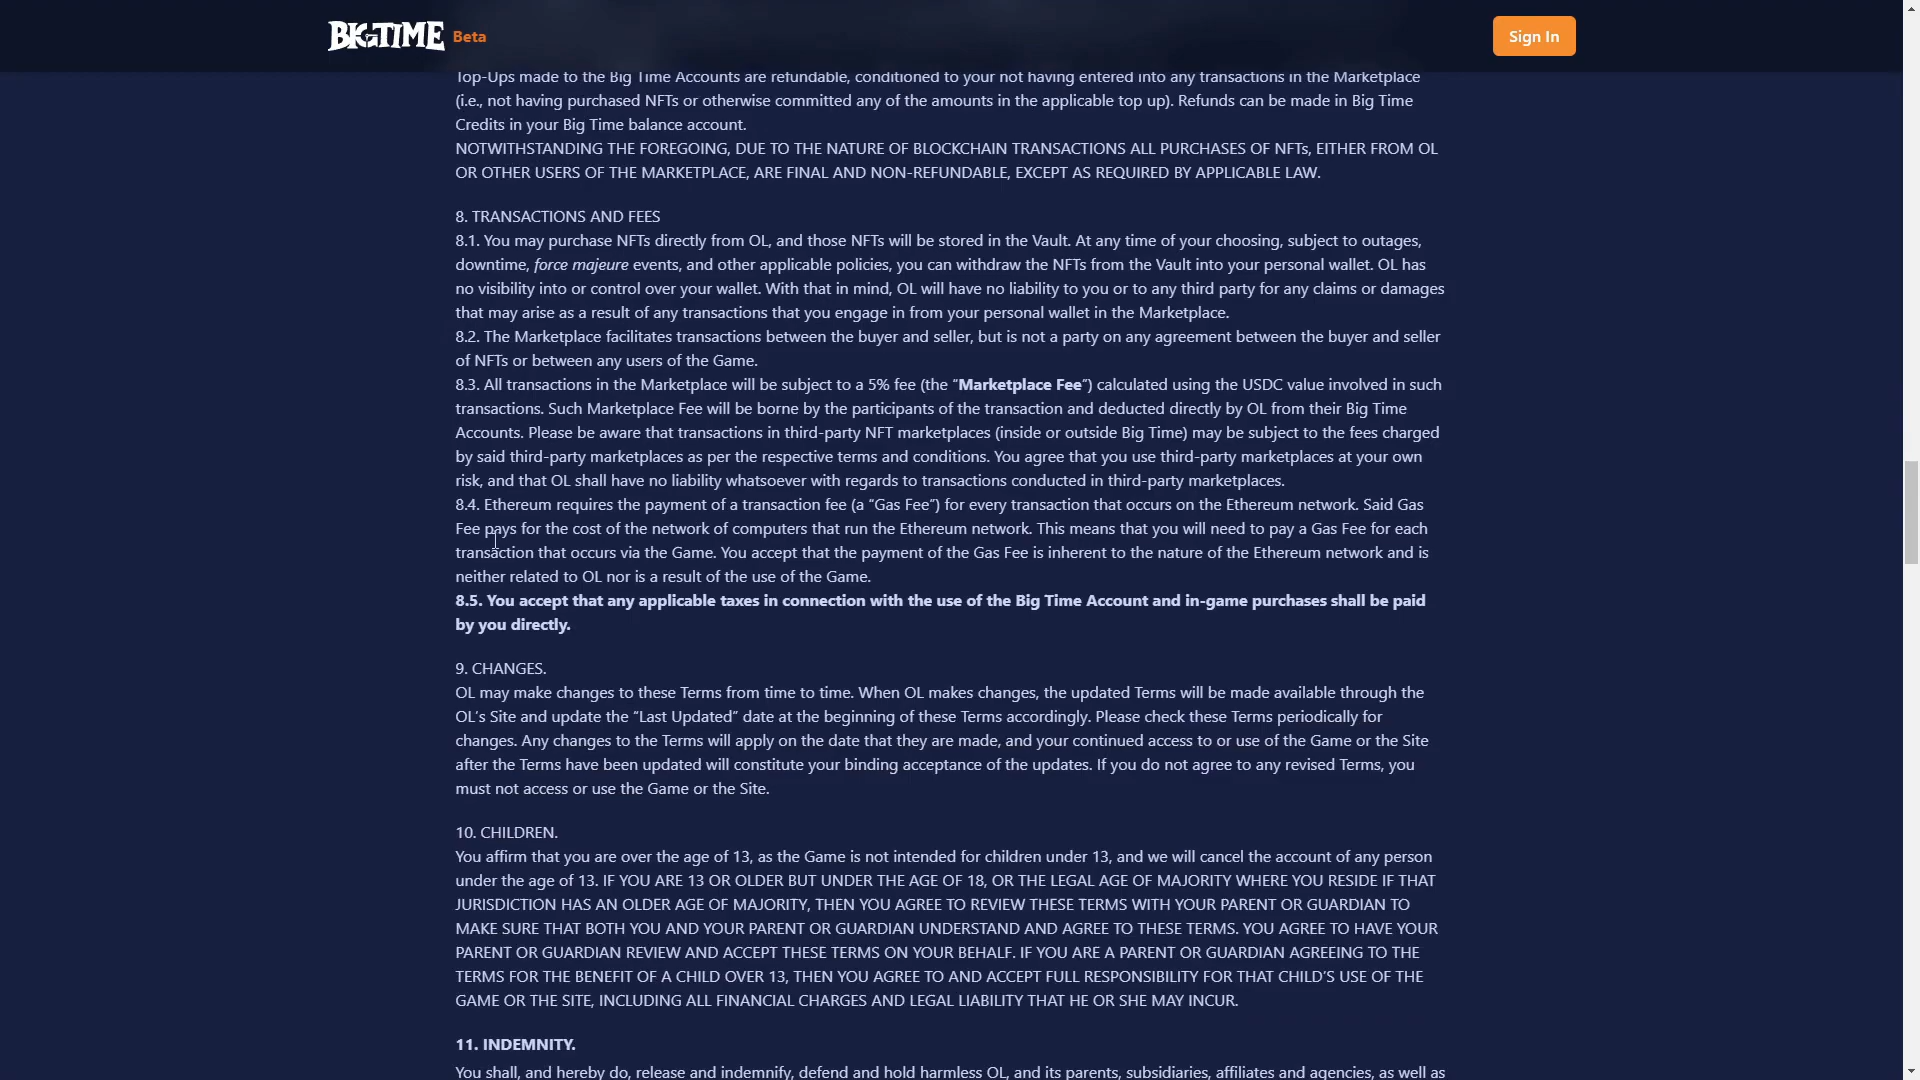 BIGTIME Beta
Sign In
Top-Ups made to the Big Time Accounts are refundable, conditioned to your not having entered into any transactions in the Marketplace
(i.e., not having purchased NFTs or otherwise committed any of the amounts in the applicable top up). Refunds can be made in Big Time
Credits in your Big Time balance account.
NOTWITHSTANDING THE FOREGOING, DUE TO THE NATURE OF BLOCKCHAIN TRANSACTIONS ALL PURCHASES OF NFTs, EITHER FROM OL
OR OTHER USERS OF THE MARKETPLACE, ARE FINAL AND NON-REFUNDABLE, EXCEPT AS REQUIRED BY APPLICABLE LAW.
8. TRANSACTIONS AND FEES
8.1. You may purchase NFTs directly from OL, and those NFTs will be stored in the Vault. At any time of your choosing, subject to outages,
downtime, force majeure events, and other applicable policies, you can withdraw the NFTs from the Vault into your personal wallet. OL has
no visibility into or control over your wallet. With that in mind, OL will have no liability to you or to any third party for any claims or damages
that may arise as a result of any transactions that you engage in from your personal wallet in the Marketplace.
8.2. The Marketplace facilitates transactions between the buyer and seller, but is not a party on any agreement between the buyer and seller
of NFTs or between any users of the Game.
8.3. All transactions in the Marketplace will be subject to a 5% fee (the “Marketplace Fee”) calculated using the USDC value involved in such
transactions. Such Marketplace Fee will be borne by the participants of the transaction and deducted directly by OL from their Big Time
Accounts. Please be aware that transactions in third-party NFT marketplaces (inside or outside Big Time) may be subject to the fees charged
by said third-party marketplaces as per the respective terms and conditions. You agree that you use third-party marketplaces at your own
risk, and that OL shall have no liability whatsoever with regards to transactions conducted in third-party marketplaces.
8.4. Ethereum requires the payment of a transaction fee (a “Gas Fee”) for every transaction that occurs on the Ethereum network. Said Gas
Fee pays for the cost of the network of computers that run the Ethereum network. This means that you will need to pay a Gas Fee for each
transaction that occurs via the Game. You accept that the payment of the Gas Fee is inherent to the nature of the Ethereum network and is
neither related to OL nor is a result of the use of the Game.
8.5. You accept that any applicable taxes in connection with the use of the Big Time Account and in-game purchases shall be paid
by you directly.
9. CHANGES.
OL may make changes to these Terms from time to time. When OL makes changes, the updated Terms will be made available through the
OL's Site and update the “Last Updated” date at the beginning of these Terms accordingly. Please check these Terms periodically for
changes. Any changes to the Terms will apply on the date that they are made, and your continued access to or use of the Game or the Site
after the Terms have been updated will constitute your binding acceptance of the updates. If you do not agree to any revised Terms, you
must not access or use the Game or the Site.
10. CHILDREN.
You affirm that you are over the age of 13, as the Game is not intended for children under 13, and we will cancel the account of any person
under the age of 13. IF YOU ARE 13 OR OLDER BUT UNDER THE AGE OF 18, OR THE LEGAL AGE OF MAJORITY WHERE YOU RESIDE IF THAT
JURISDICTION HAS AN OLDER AGE OF MAJORITY, THEN YOU AGREE TO REVIEW THESE TERMS WITH YOUR PARENT OR GUARDIAN TO
MAKE SURE THAT BOTH YOU AND YOUR PARENT OR GUARDIAN UNDERSTAND AND AGREE TO THESE TERMS. YOU AGREE TO HAVE YOUR
PARENT OR GUARDIAN REVIEW AND ACCEPT THESE TERMS ON YOUR BEHALF. IF YOU ARE A PARENT OR GUARDIAN AGREEING TO THE
TERMS FOR THE BENEFIT OF A CHILD OVER 13, THEN YOU AGREE TO AND ACCEPT FULL RESPONSIBILITY FOR THAT CHILD'S USE OF THE
GAME OR THE SITE, INCLUDING ALL FINANCIAL CHARGES AND LEGAL LIABILITY THAT HE OR SHE MAY INCUR.
11. INDEMNITY.
You shall, and hereby do, release and indemnify, defend and hold harmless OL, and its parents, subsidiaries, affiliates and agencies, as well as